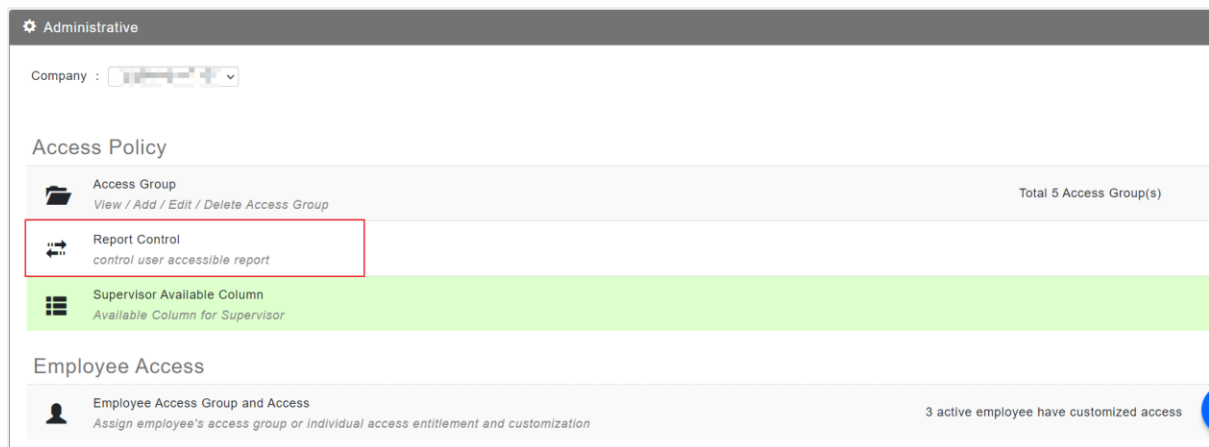 Administrative
Company :
Access Policy
Access Group
Total 5 Access Group(s)
View / Add / Edit / Delete Access Group
Report Control
control user accessible report
Supervisor Available Column
Available Column for Supervisor
Employee Access
Employee Access Group and Access
3 active employee have customized access
Assign employee's access group or individual access entitlement and customization